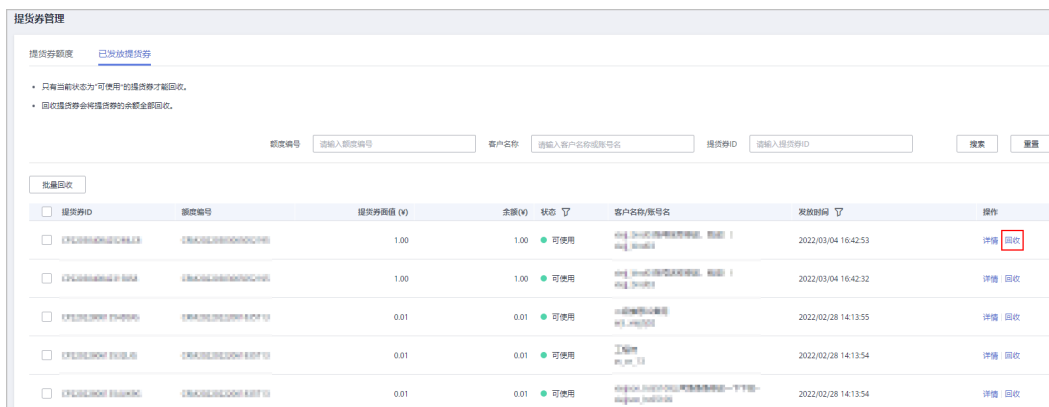 提货券管理
提货券额度 已发放提货券
• 只有当前状态为"可使用"的提货券才能回收。
• 回收提货券会将提货券的余额全部回收。
额度编号 请输入额度编号 客户名称 请输入客户名称或账号名 提货券ID 请输入提货券ID 搜索 重置
批量回收
提货券ID 额度编号 提货券面值 (¥) 余额(¥) 状态 客户名称/账号名 发放时间 操作
1.00 1.00 可使用 2022/03/04 16:42:53 详情 回收
1.00 1.00 可使用 2022/03/04 16:42:32 详情 回收
0.01 0.01 可使用 2022/02/28 14:13:55 详情 回收
0.01 0.01 可使用 2022/02/28 14:13:54 详情 回收
0.01 0.01 可使用 2022/02/28 14:13:54 详情 回收